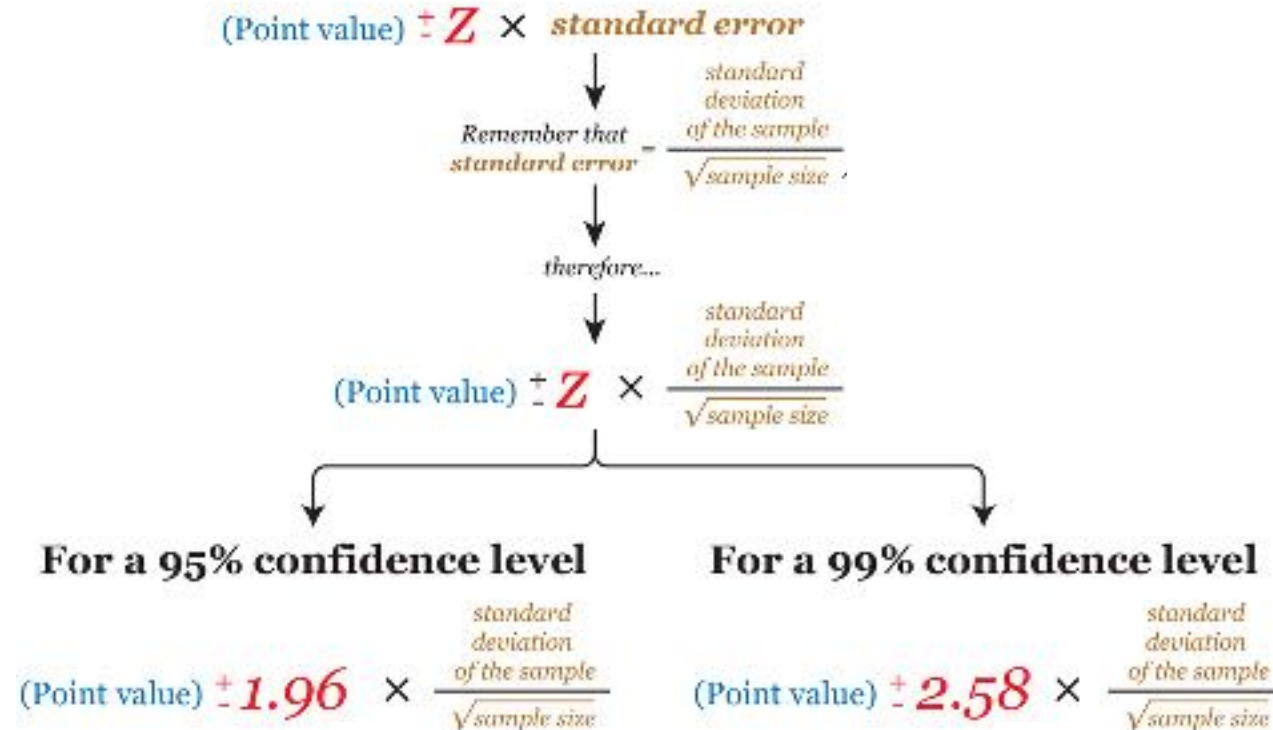 (Point value) ± Z × standard error
standard
deviation
of the sample
Remember that
standard error =
√sample size
therefore...
standard
deviation
of the sample
(Point value) ± Z ×
√sample size
For a 95% confidence level
For a 99% confidence level
standard
deviation
of the sample
(Point value) ± 1.96 ×
√sample size
standard
deviation
of the sample
(Point value) ± 2.58 ×
√sample size